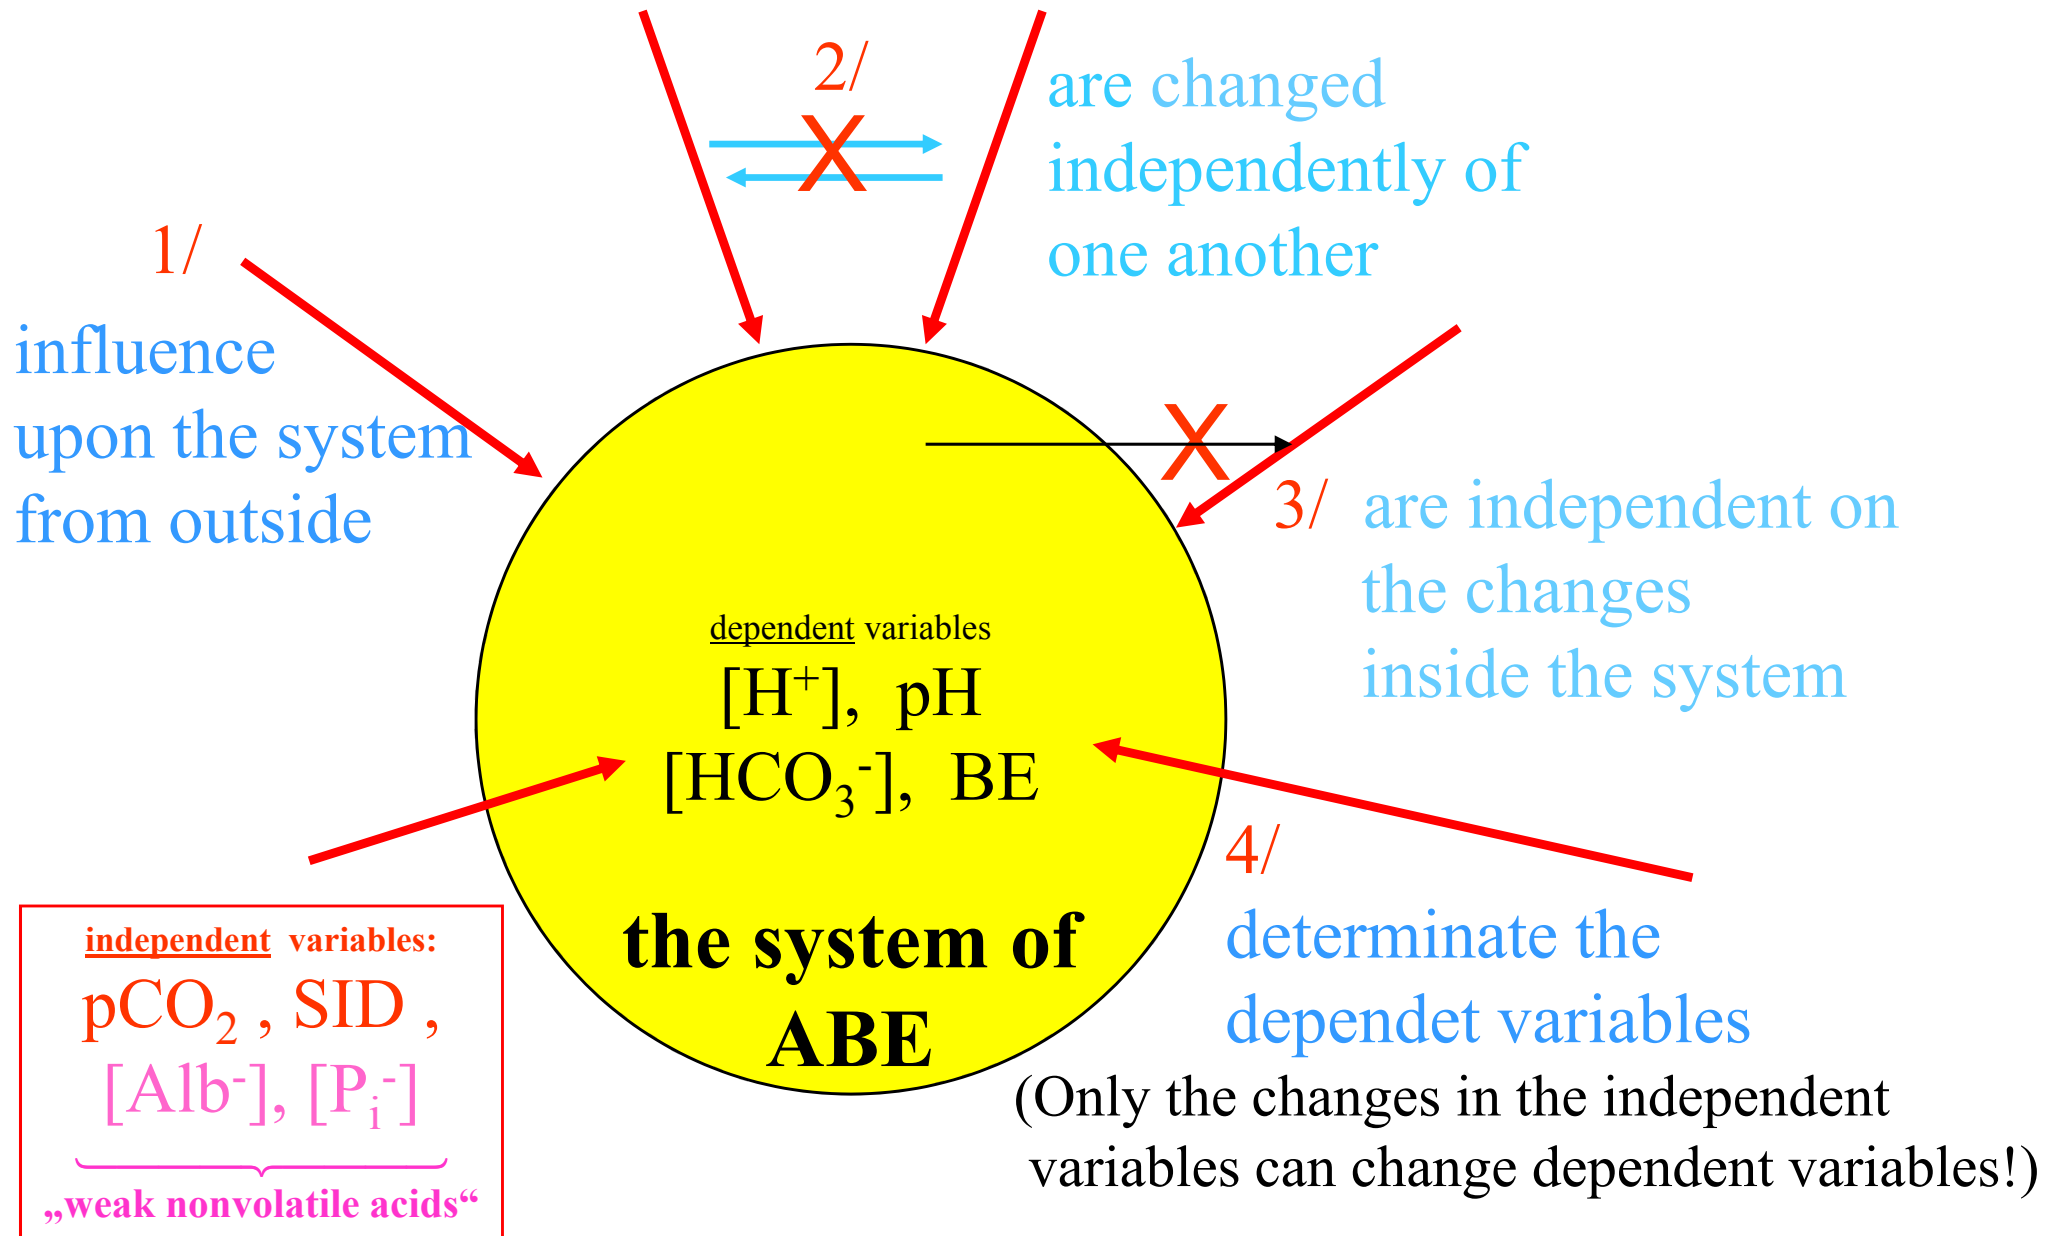 2/
X
are changed
independently of
one another
1/
influence
upon the system
from outside
X
3/ are independent on
the changes
inside the system
dependent variables
[H⁺], pH
[HCO₃⁻], BE
the system of
ABE
4/
determinate the
dependet variables
(Only the changes in the independent
variables can change dependent variables!)
independent variables:
pCO₂ , SID ,
[Alb⁻], [Pᵢ⁻]
„weak nonvolatile acids“